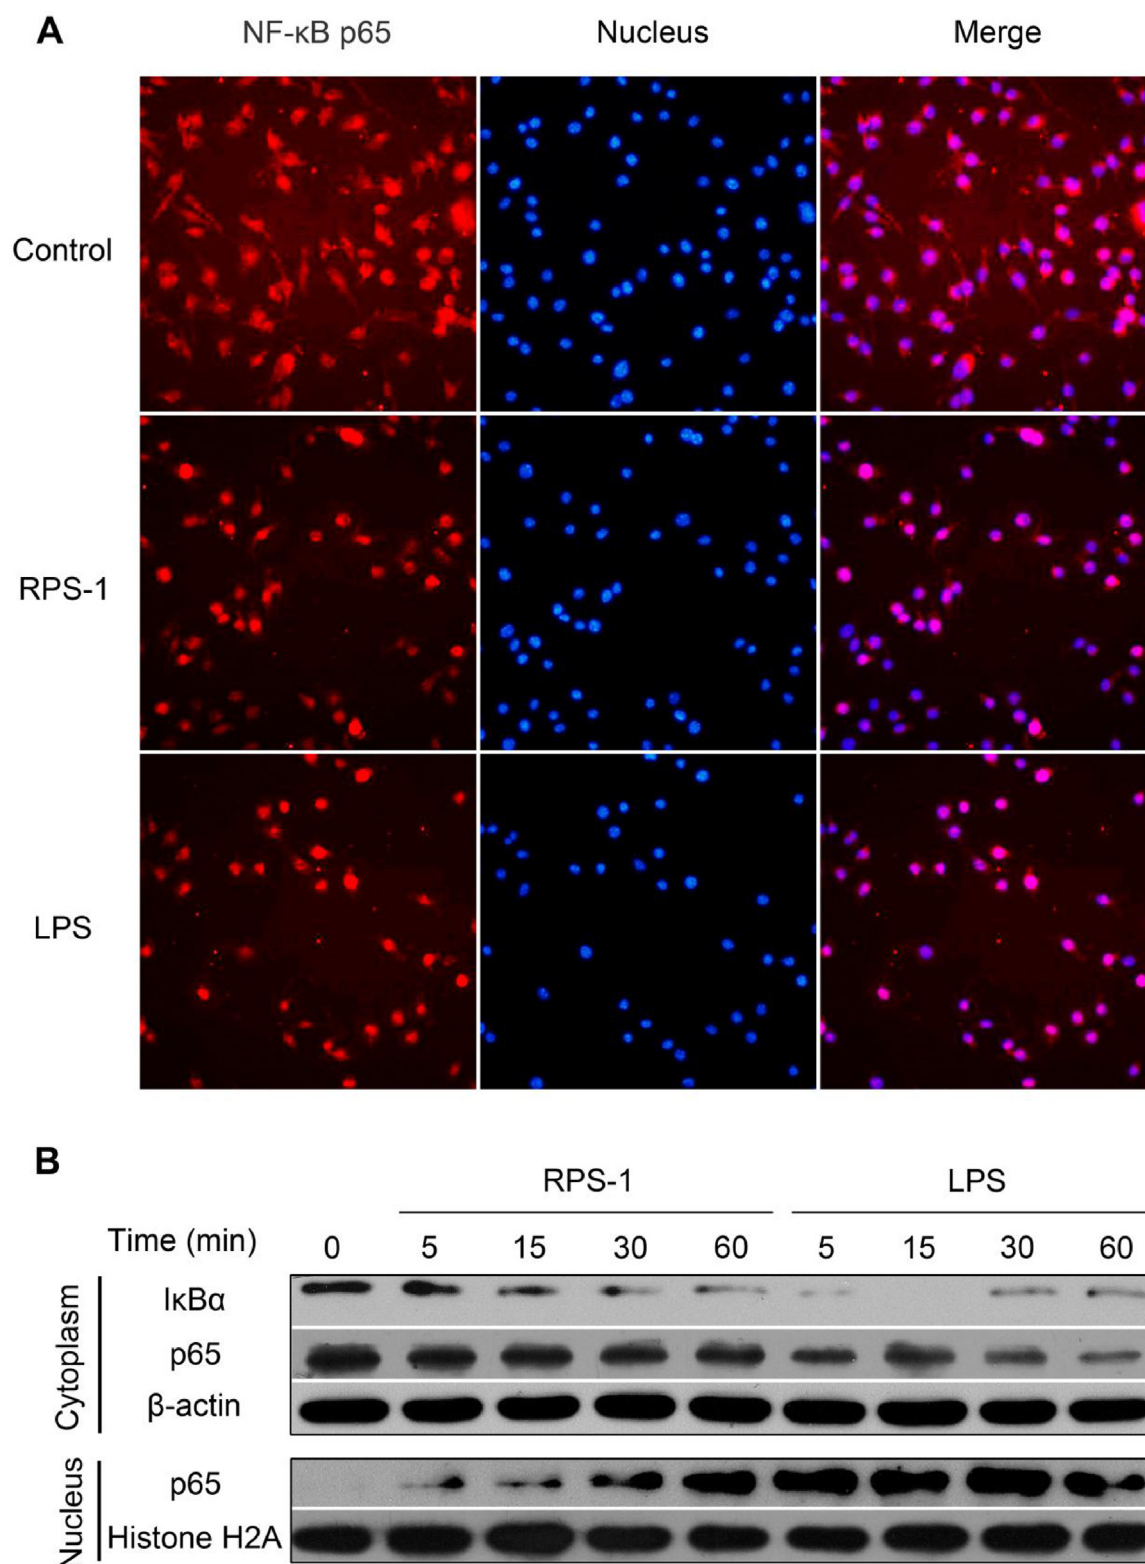 A
NF-κB p65 Nucleus Merge
Control
RPS-1
LPS
B
RPS-1 LPS
Time (min) 0 5 15 30 60 5 15 30 60
Cytoplasm
IκBα
p65
β-actin
Nucleus
p65
Histone H2A